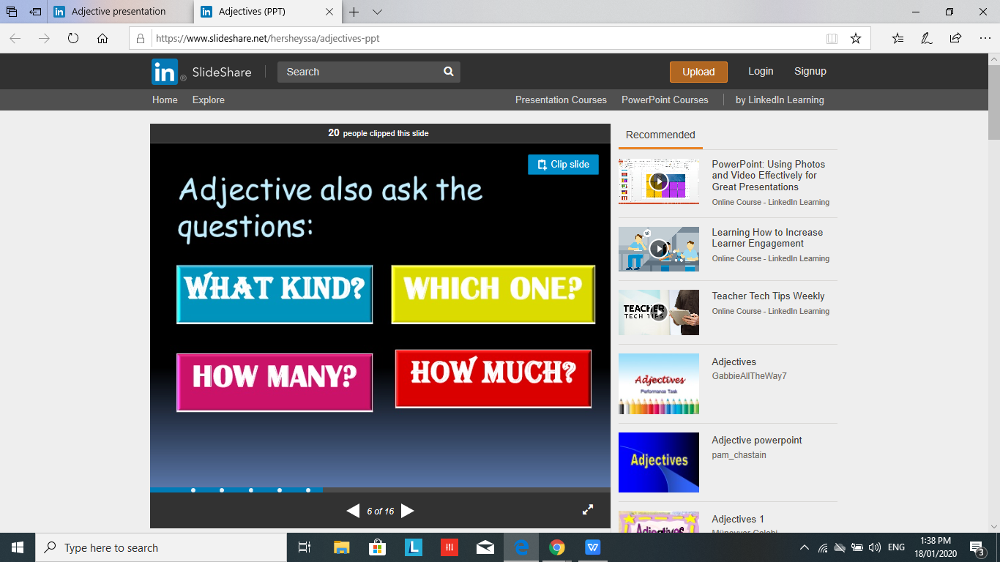 Adjective presentation
Adjectives (PPT)
https://www.slideshare.net/hersheyssa/adjectives-ppt
in ® SlideShare
Search
Upload
Login
Signup
Home
Explore
Presentation Courses
PowerPoint Courses
by LinkedIn Learning
20 people clipped this slide
Clip slide
Adjective also ask the
questions:
WHAT KIND?
WHICH ONE?
HOW MANY?
HOW MUCH?
6 of 16
Recommended
PowerPoint: Using Photos
and Video Effectively for
Great Presentations
Online Course - LinkedIn Learning
Learning How to Increase
Learner Engagement
Online Course - LinkedIn Learning
TEACHER
TECH TIPS
Teacher Tech Tips Weekly
Online Course - LinkedIn Learning
Adjectives
Performance Task
Adjectives
GabbieAllTheWay7
Adjectives
Adjective powerpoint
pam_chastain
Adjectives
Adjectives 1
Type here to search
ENG
1:38 PM
18/01/2020
3